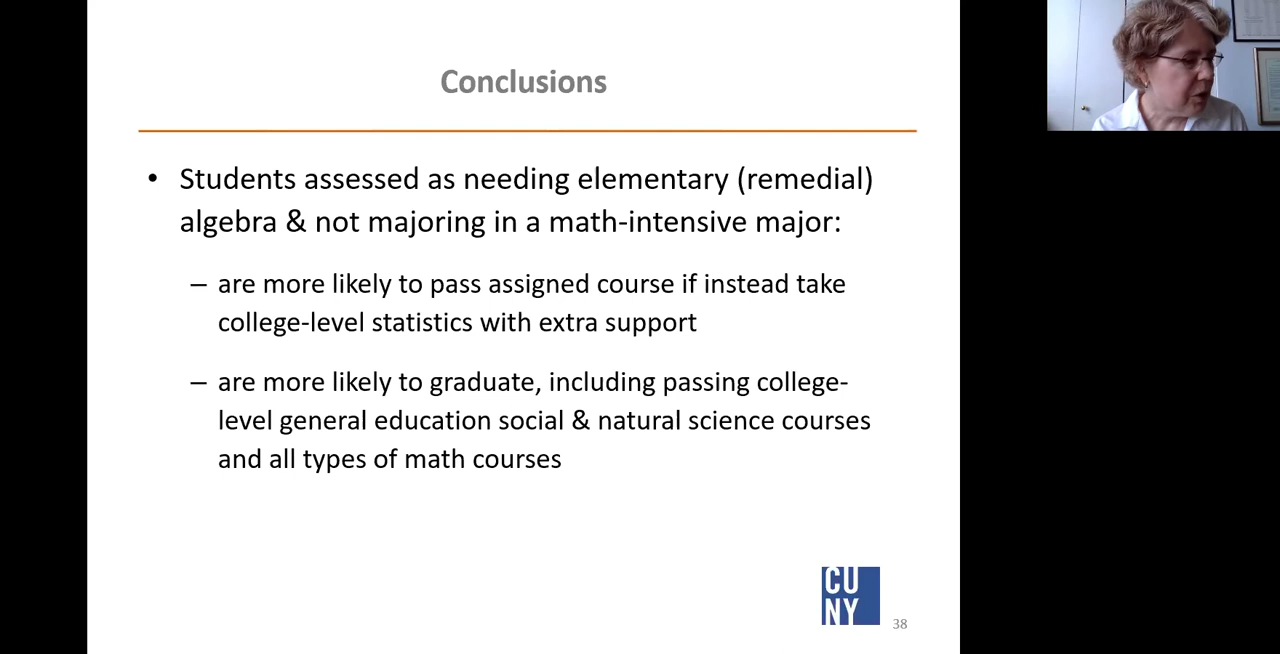 Conclusions
• Students assessed as needing elementary (remedial)
algebra & not majoring in a math-intensive major:
– are more likely to pass assigned course if instead take
college-level statistics with extra support
– are more likely to graduate, including passing college-
level general education social & natural science courses
and all types of math courses
CU
NY
38